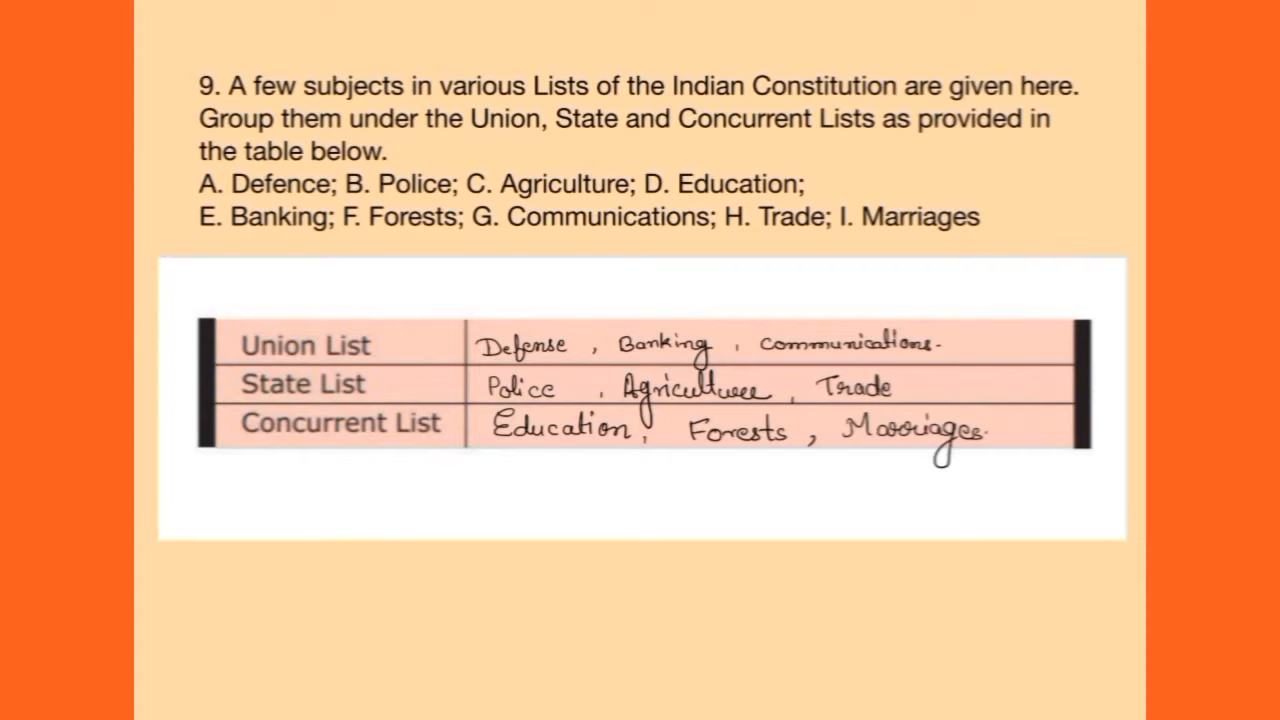 9. A few subjects in various Lists of the Indian Constitution are given here.
Group them under the Union, State and Concurrent Lists as provided in
the table below.
A. Defence; B. Police; C. Agriculture; D. Education;
E. Banking; F. Forests; G. Communications; H. Trade; I. Marriages
Union List Defense , Banking , Communications.
State List Police , Agriculture , Trade
Concurrent List Education, Forests , Marriages.